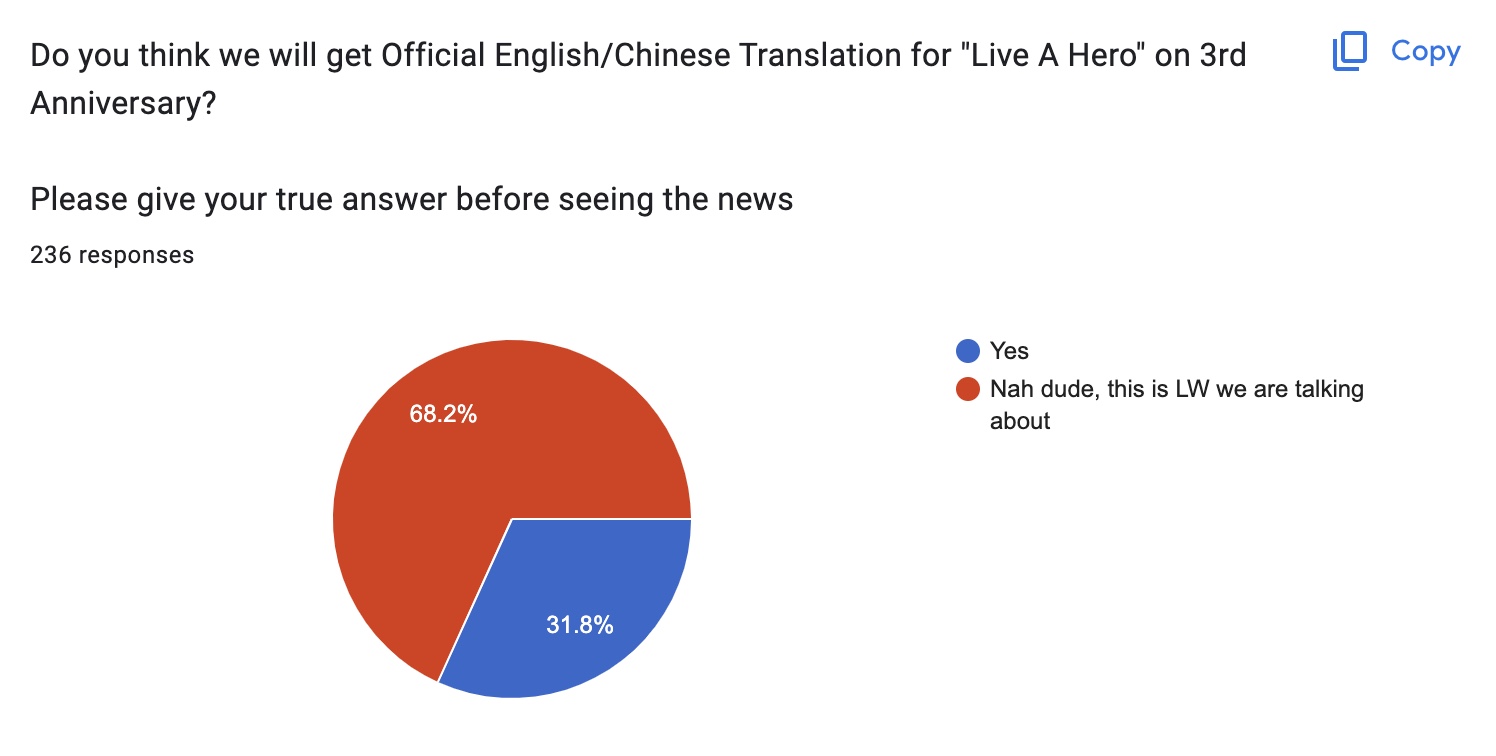 Do you think we will get Official English/Chinese Translation for "Live A Hero" on 3rd
Anniversary?
Copy
Please give your true answer before seeing the news
236 responses
Yes
Nah dude, this is LW we are talking
about
68.2%
31.8%